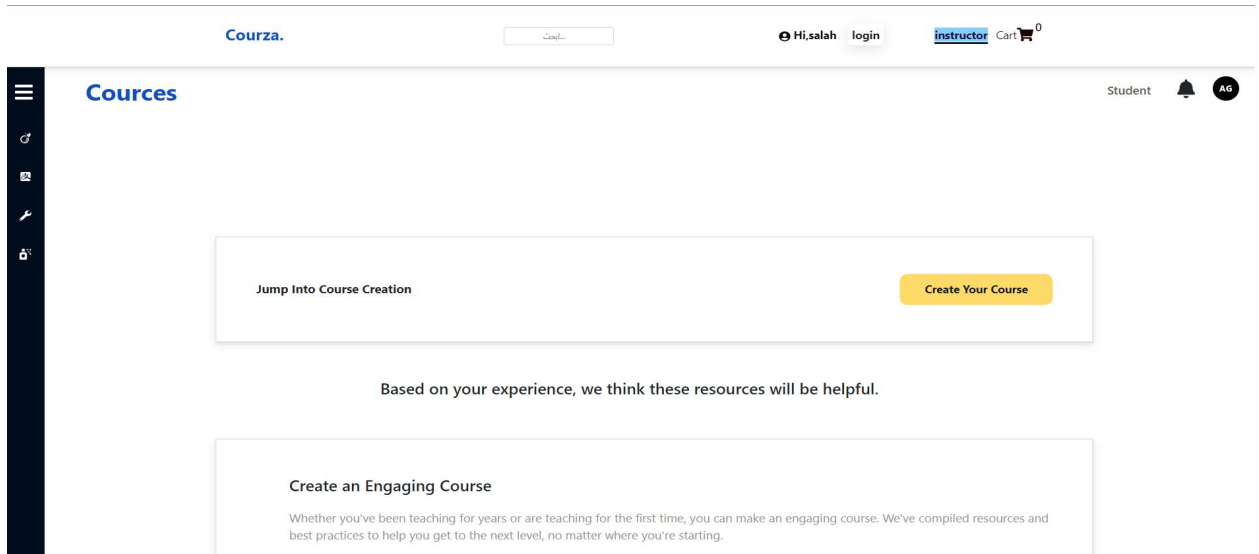 Courza.
ابحث...
Hi,salah login
instructor Cart 0
Cources
Student AG
Jump Into Course Creation
Create Your Course
Based on your experience, we think these resources will be helpful.
Create an Engaging Course
Whether you've been teaching for years or are teaching for the first time, you can make an engaging course. We've compiled resources and
best practices to help you get to the next level, no matter where you're starting.